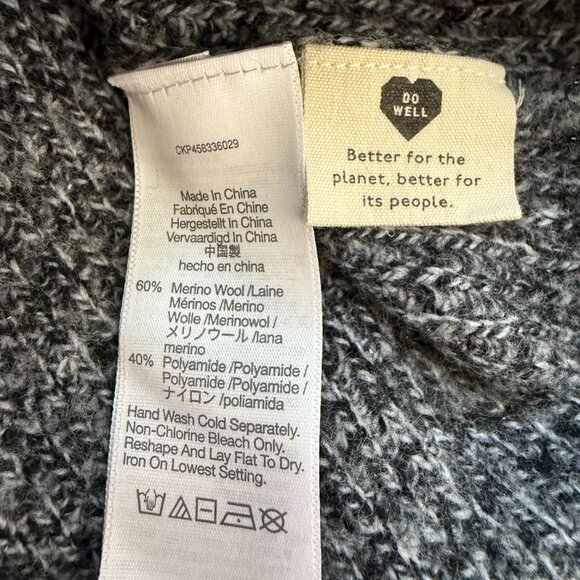 CKP458336029
Made In China
Fabriqué En Chine
Hergestellt In China
Vervaardigd In China
中国製
hecho en china
60% Merino Wool /Laine
Mérinos /Merino
Wolle /Merinowol /
メリノウール /lana
merino
40% Polyamide /Polyamide /
Polyamide /Polyamide /
ナイロン /poliamida
Hand Wash Cold Separately.
Non-Chlorine Bleach Only.
Reshape And Lay Flat To Dry.
Iron On Lowest Setting.
DO
WELL
Better for the
planet, better for
its people.